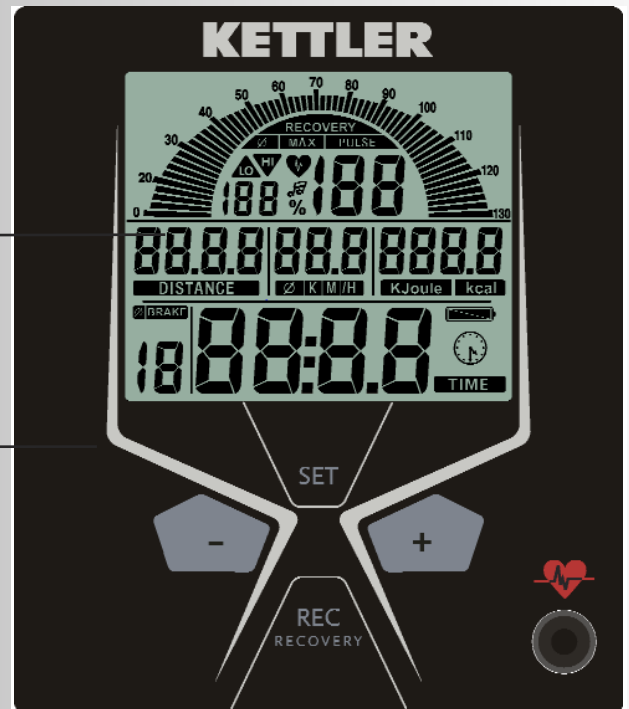 KETTLER
0 20 30 40 50 60 70 80 90 100 110 120 130
RECOVERY
Ø MAX PULSE
LO HI
188 % 188
88.8.8 88.8 888.8
DISTANCE Ø K M /H KJoule kcal
Ø BRAKE
18 88:8.8
TIME
SET
- +
REC
RECOVERY